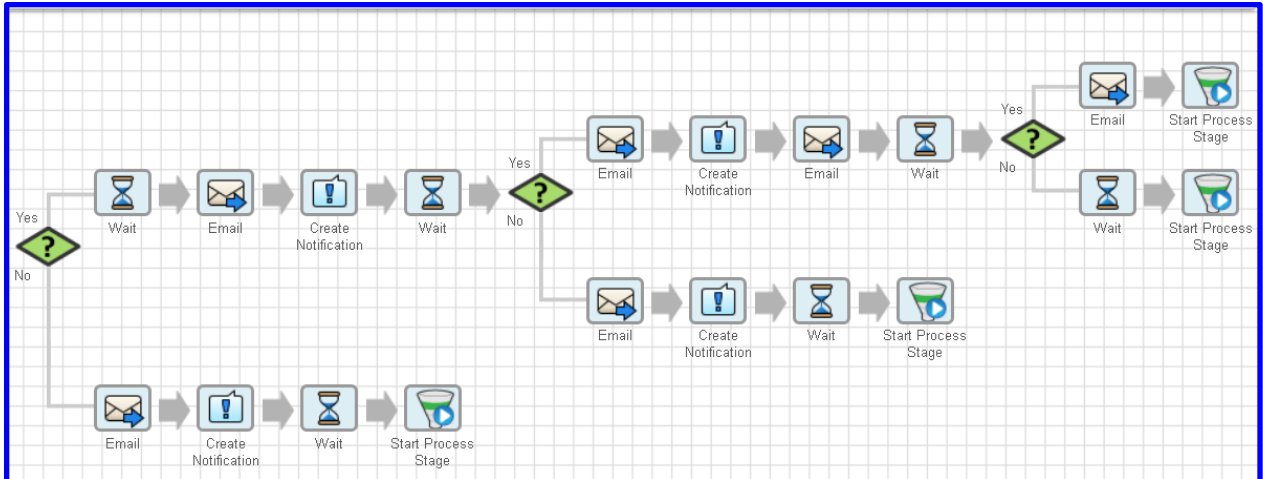 Yes
Email
Start Process
Stage
Yes
?
Email
Create
Notification
Email
Wait
No
Yes
?
No
Wait
Start Process
Stage
Yes
Wait
Email
Create
Notification
Wait
?
No
Email
Create
Notification
Wait
Start Process
Stage
?
No
Email
Create
Notification
Wait
Start Process
Stage